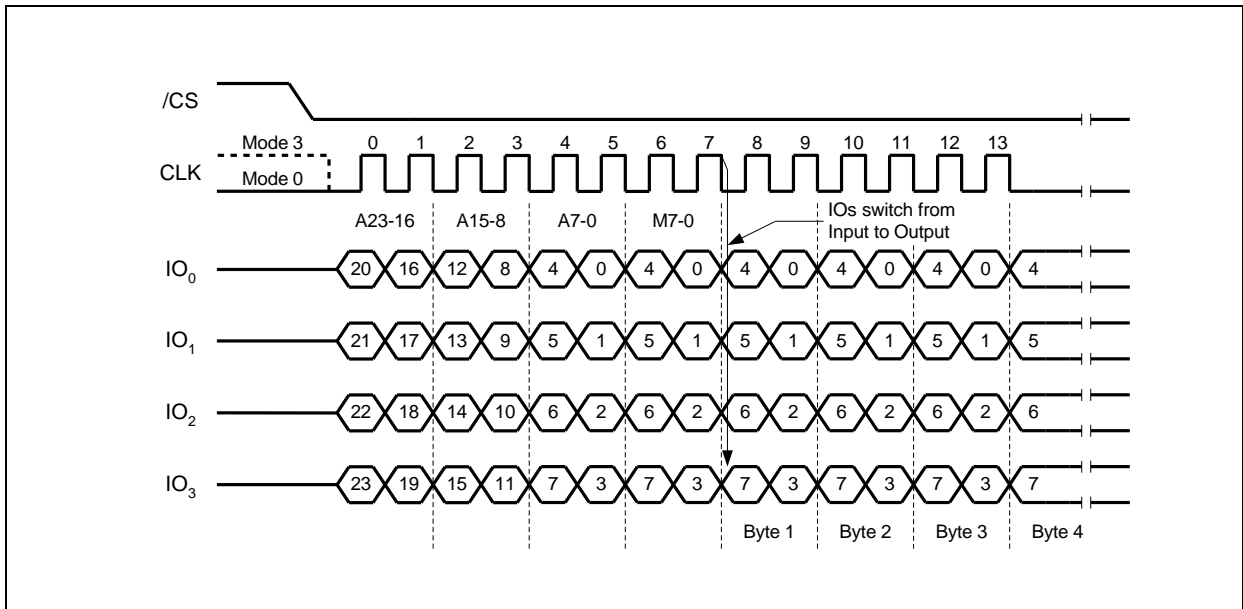 /CS
Mode 3
0 1 2 3 4 5 6 7 8 9 10 11 12 13
CLK
Mode 0
A23-16 A15-8 A7-0 M7-0
IOs switch from
Input to Output
IO0 20 16 12 8 4 0 4 0 4 0 4 0 4 0 4
IO1 21 17 13 9 5 1 5 1 5 1 5 1 5 1 5
IO2 22 18 14 10 6 2 6 2 6 2 6 2 6 2 6
IO3 23 19 15 11 7 3 7 3 7 3 7 3 7 3 7
Byte 1 Byte 2 Byte 3 Byte 4